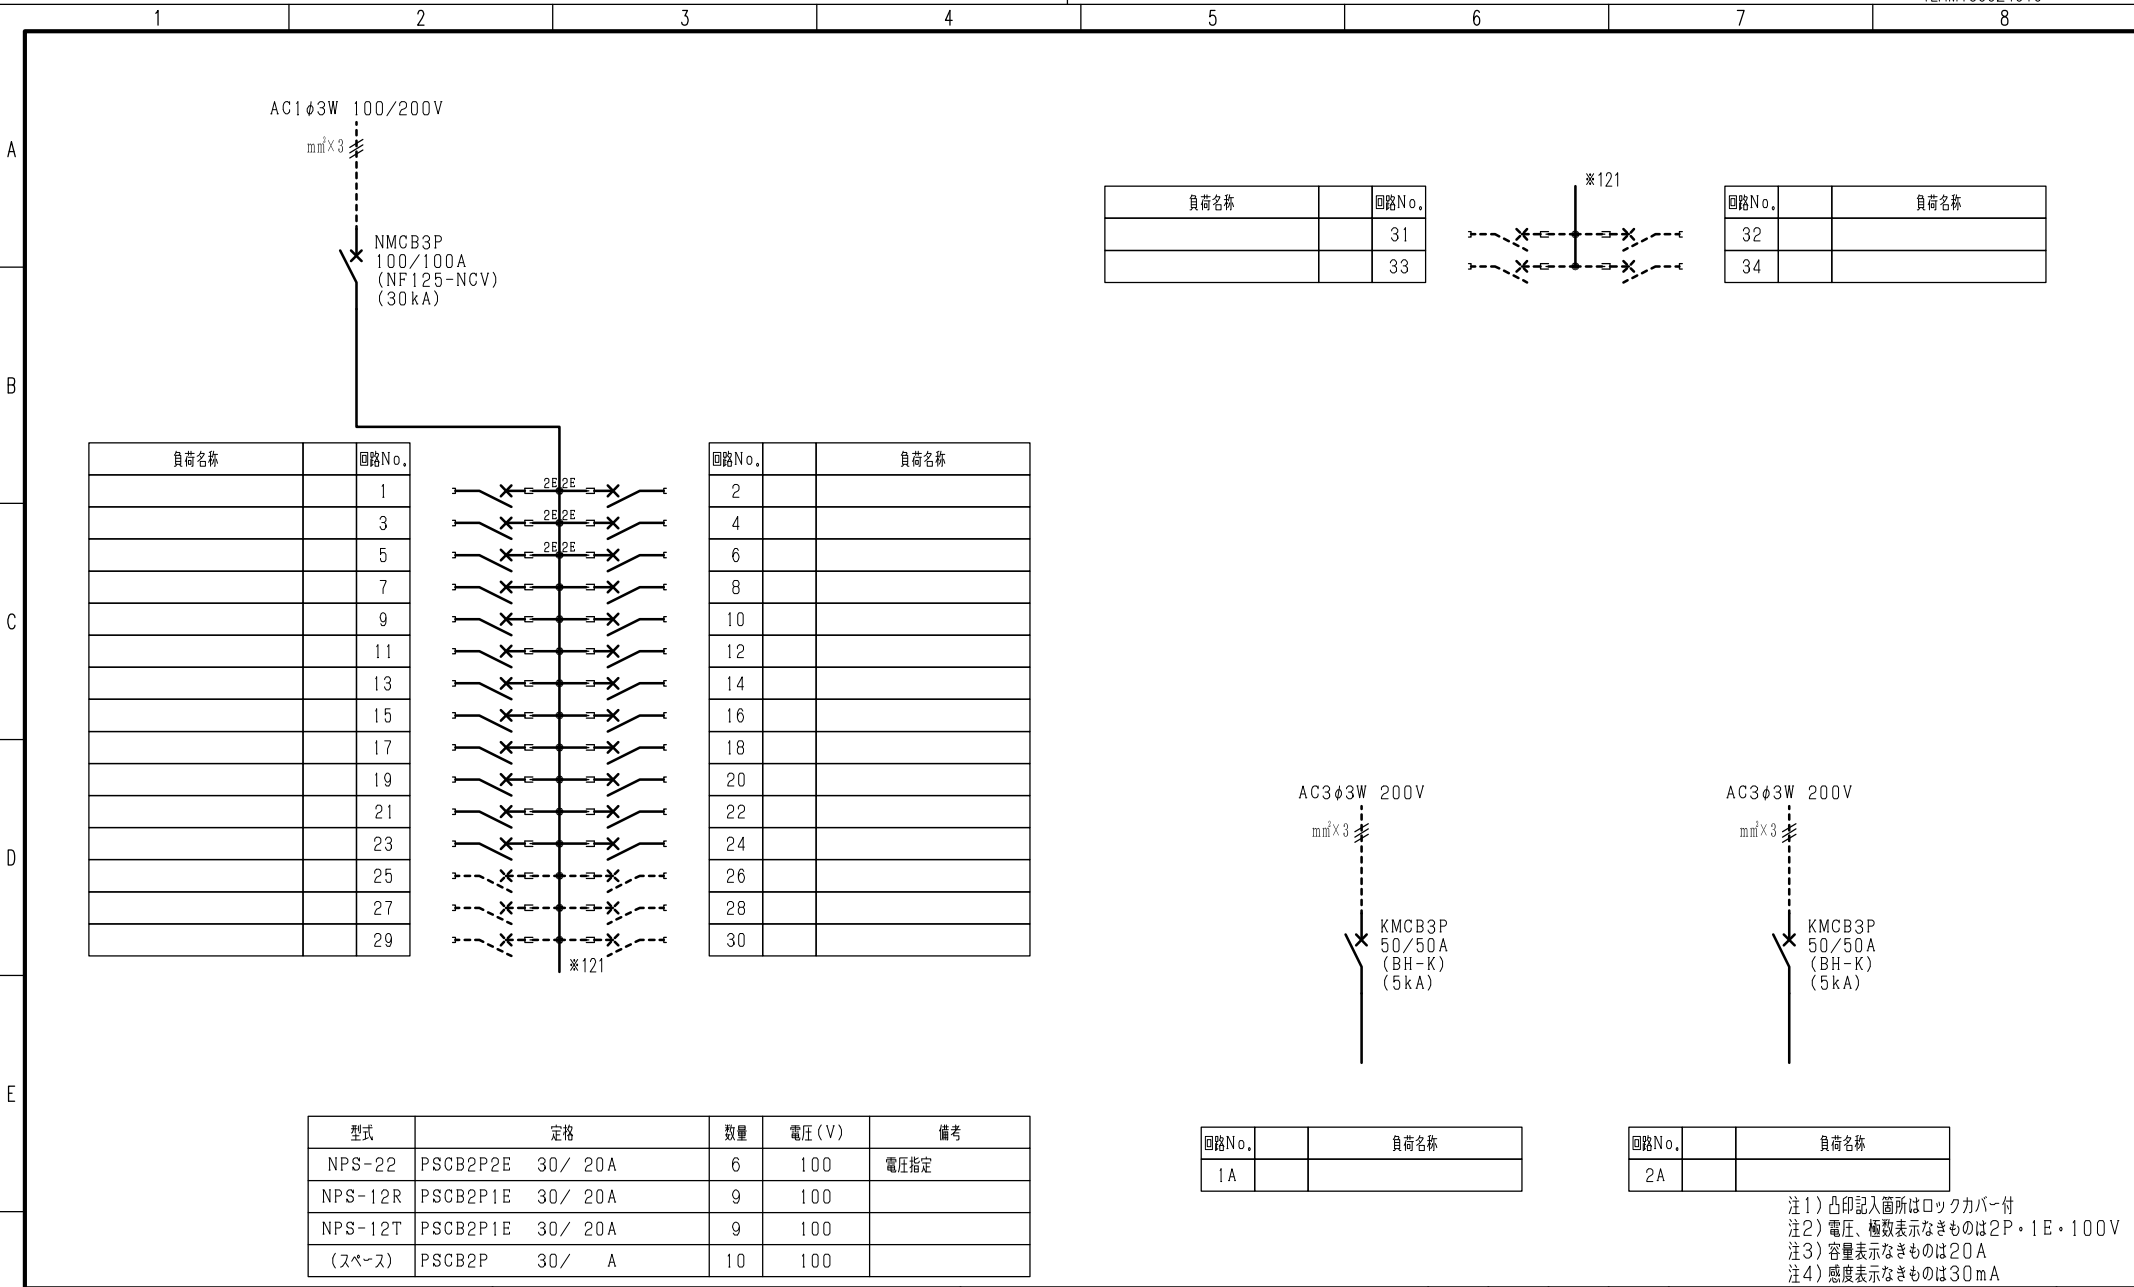 1 2 3 4 5 6 7 8
A
B
C
D
E
AC1φ3W 100/200V
mm²×3
NMCB3P
100/100A
(NF125-NCV)
(30kA)
※121
負荷名称 回路No. 回路No. 負荷名称
31 32
33 34
負荷名称 回路No. 回路No. 負荷名称
1 2E 2E 2
3 2E 2E 4
5 2E 2E 6
7 8
9 10
11 12
13 14
15 16
17 18
19 20
21 22
23 24
25 26
27 28
29 30
※121
AC3φ3W 200V
mm²×3
KMCB3P
50/50A
(BH-K)
(5kA)
AC3φ3W 200V
mm²×3
KMCB3P
50/50A
(BH-K)
(5kA)
型式 定格 数量 電圧(V) 備考
NPS-22 PSCB2P2E 30/ 20A 6 100 電圧指定
NPS-12R PSCB2P1E 30/ 20A 9 100
NPS-12T PSCB2P1E 30/ 20A 9 100
(スペース) PSCB2P 30/ A 10 100
回路No. 負荷名称
1A
回路No. 負荷名称
2A
注1)凸印記入箇所はロックカバー付
注2)電圧、極数表示なきものは2P・1E・100V
注3)容量表示なきものは20A
注4)感度表示なきものは30mA